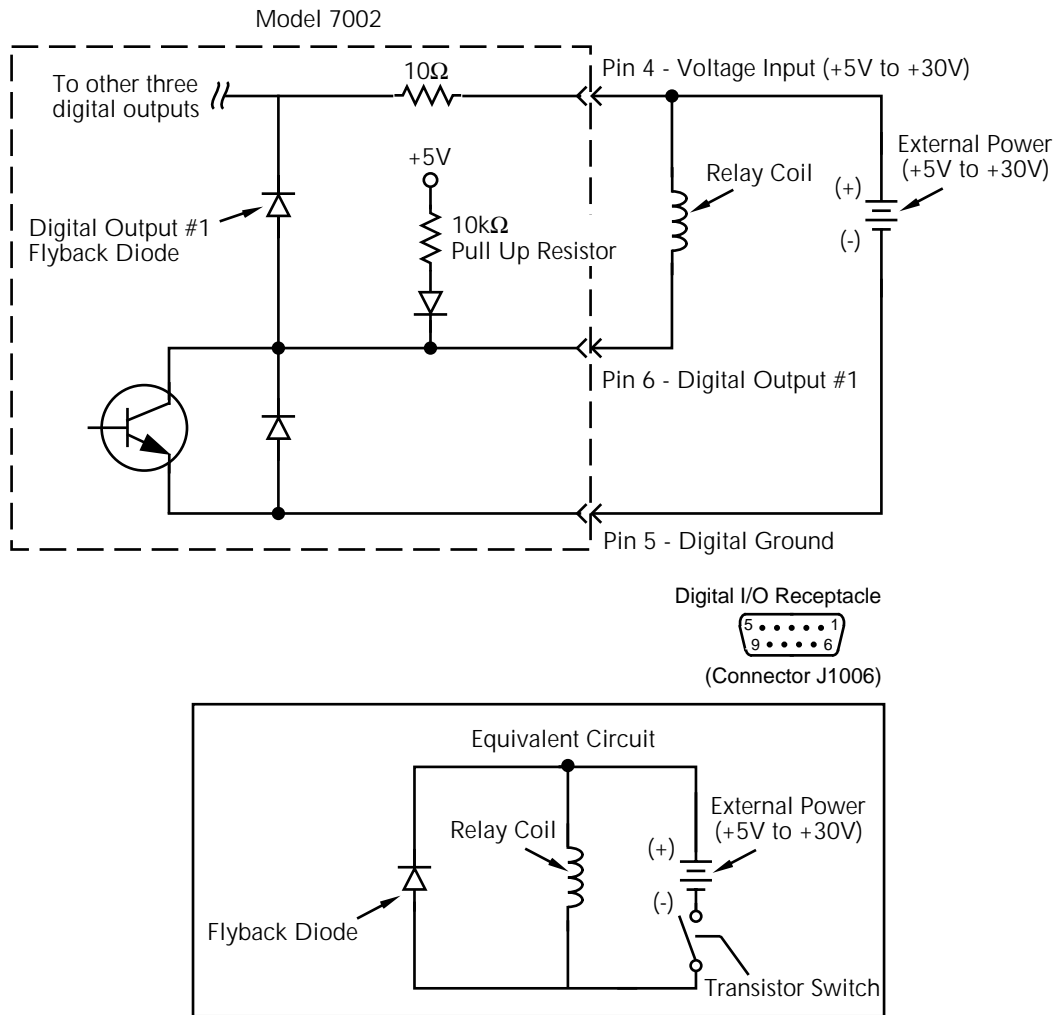 Model 7002
To other three
digital outputs
10Ω
Pin 4 - Voltage Input (+5V to +30V)
+5V
External Power
(+5V to +30V)
Relay Coil
(+)
(-)
Digital Output #1
Flyback Diode
10kΩ
Pull Up Resistor
Pin 6 - Digital Output #1
Pin 5 - Digital Ground
Digital I/O Receptacle
5 1
9 6
(Connector J1006)
Equivalent Circuit
External Power
(+5V to +30V)
Relay Coil
(+)
(-)
Flyback Diode
Transistor Switch